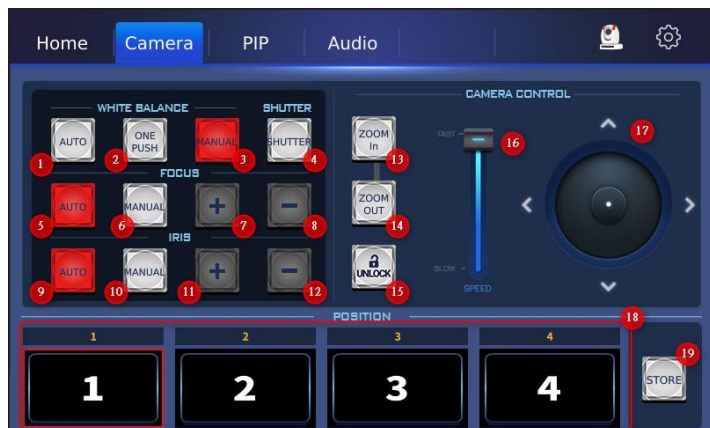 Home Camera PIP Audio
WHITE BALANCE SHUTTER
AUTO ONE PUSH MANUAL SHUTTER
1 2 3 4
FOCUS
AUTO MANUAL + -
5 6 7 8
IRIS
AUTO MANUAL + -
9 10 11 12
CAMERA CONTROL
ZOOM In
13
ZOOM OUT
14
UNLOCK
15
FAST
16
SLOW
SPEED
17
POSITION
18
1 2 3 4
1 2 3 4
STORE
19